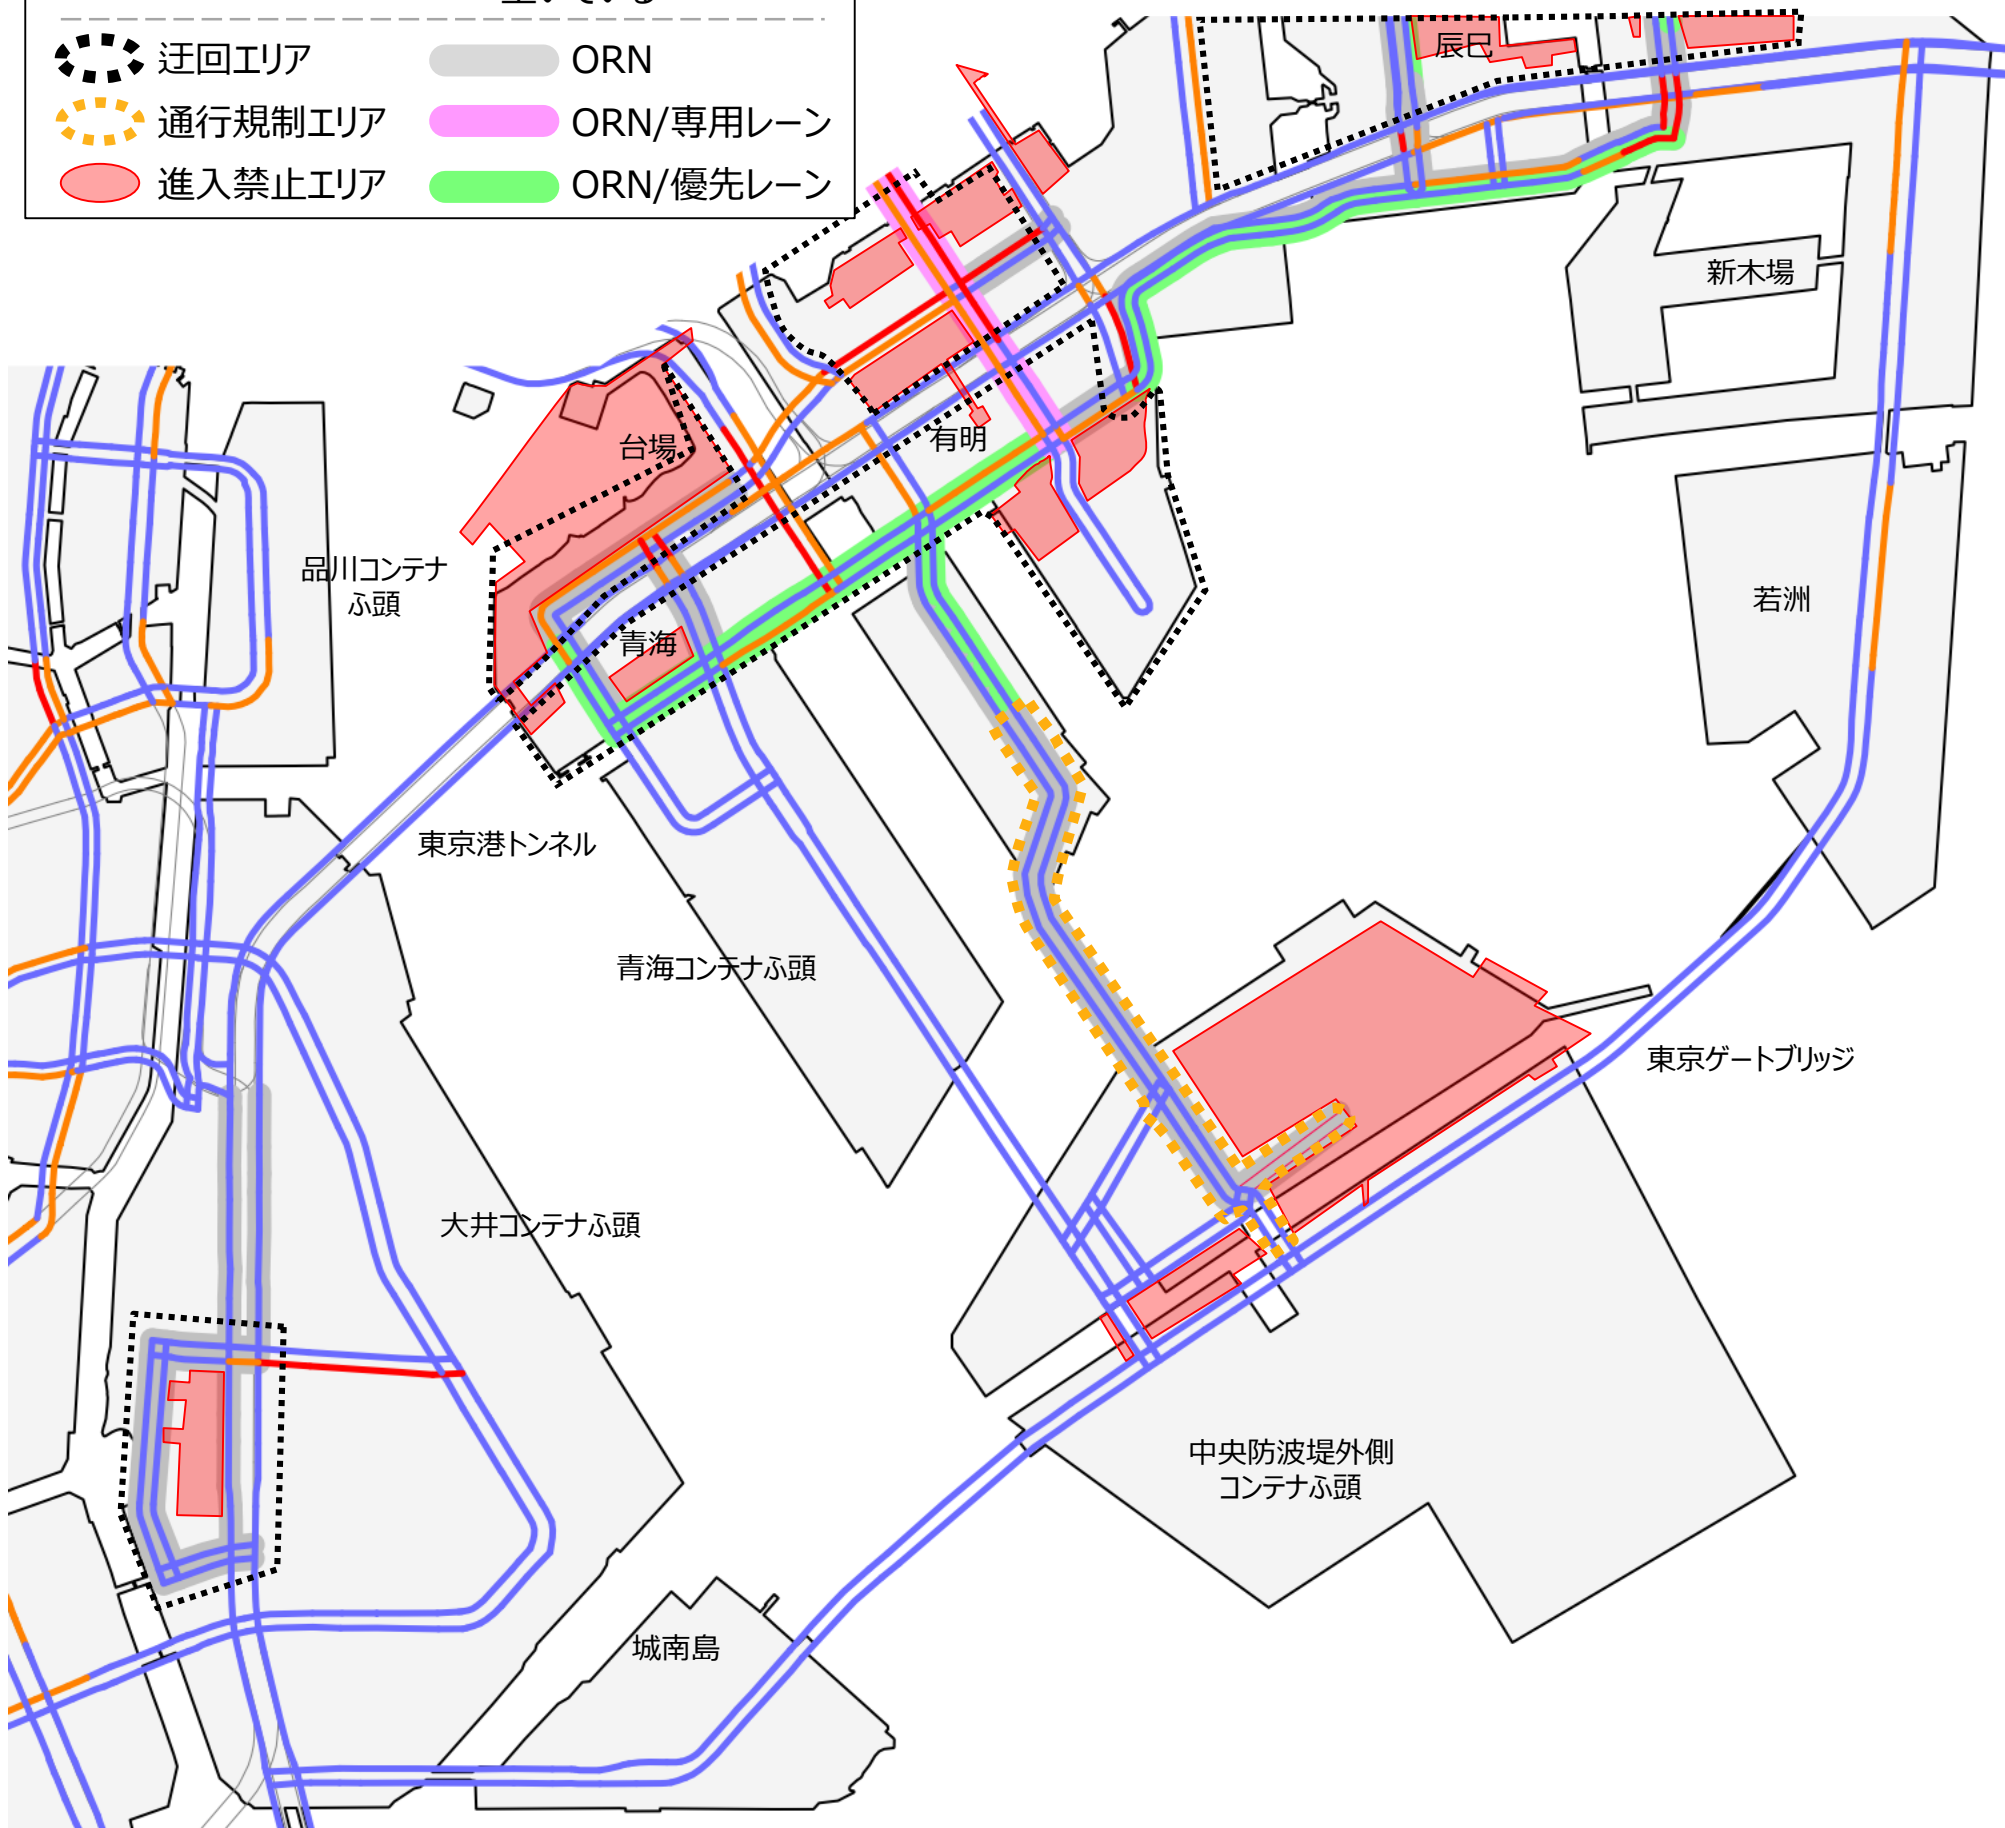 空いている
迂回エリア
ORN
通行規制エリア
ORN/専用レーン
進入禁止エリア
ORN/優先レーン
辰巳
新木場
台場
有明
品川コンテナ
ふ頭
若洲
青海
東京港トンネル
青海コンテナふ頭
東京ゲートブリッジ
大井コンテナふ頭
中央防波堤外側
コンテナふ頭
城南島